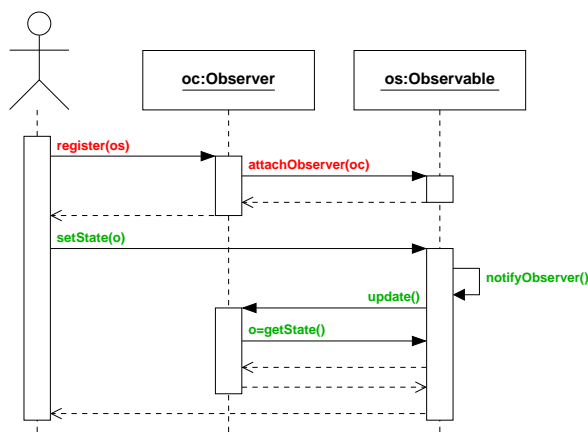 oc:Observer
os:Observable
register(os)
attachObserver(oc)
setState(o)
notifyObserver()
update()
o=getState()